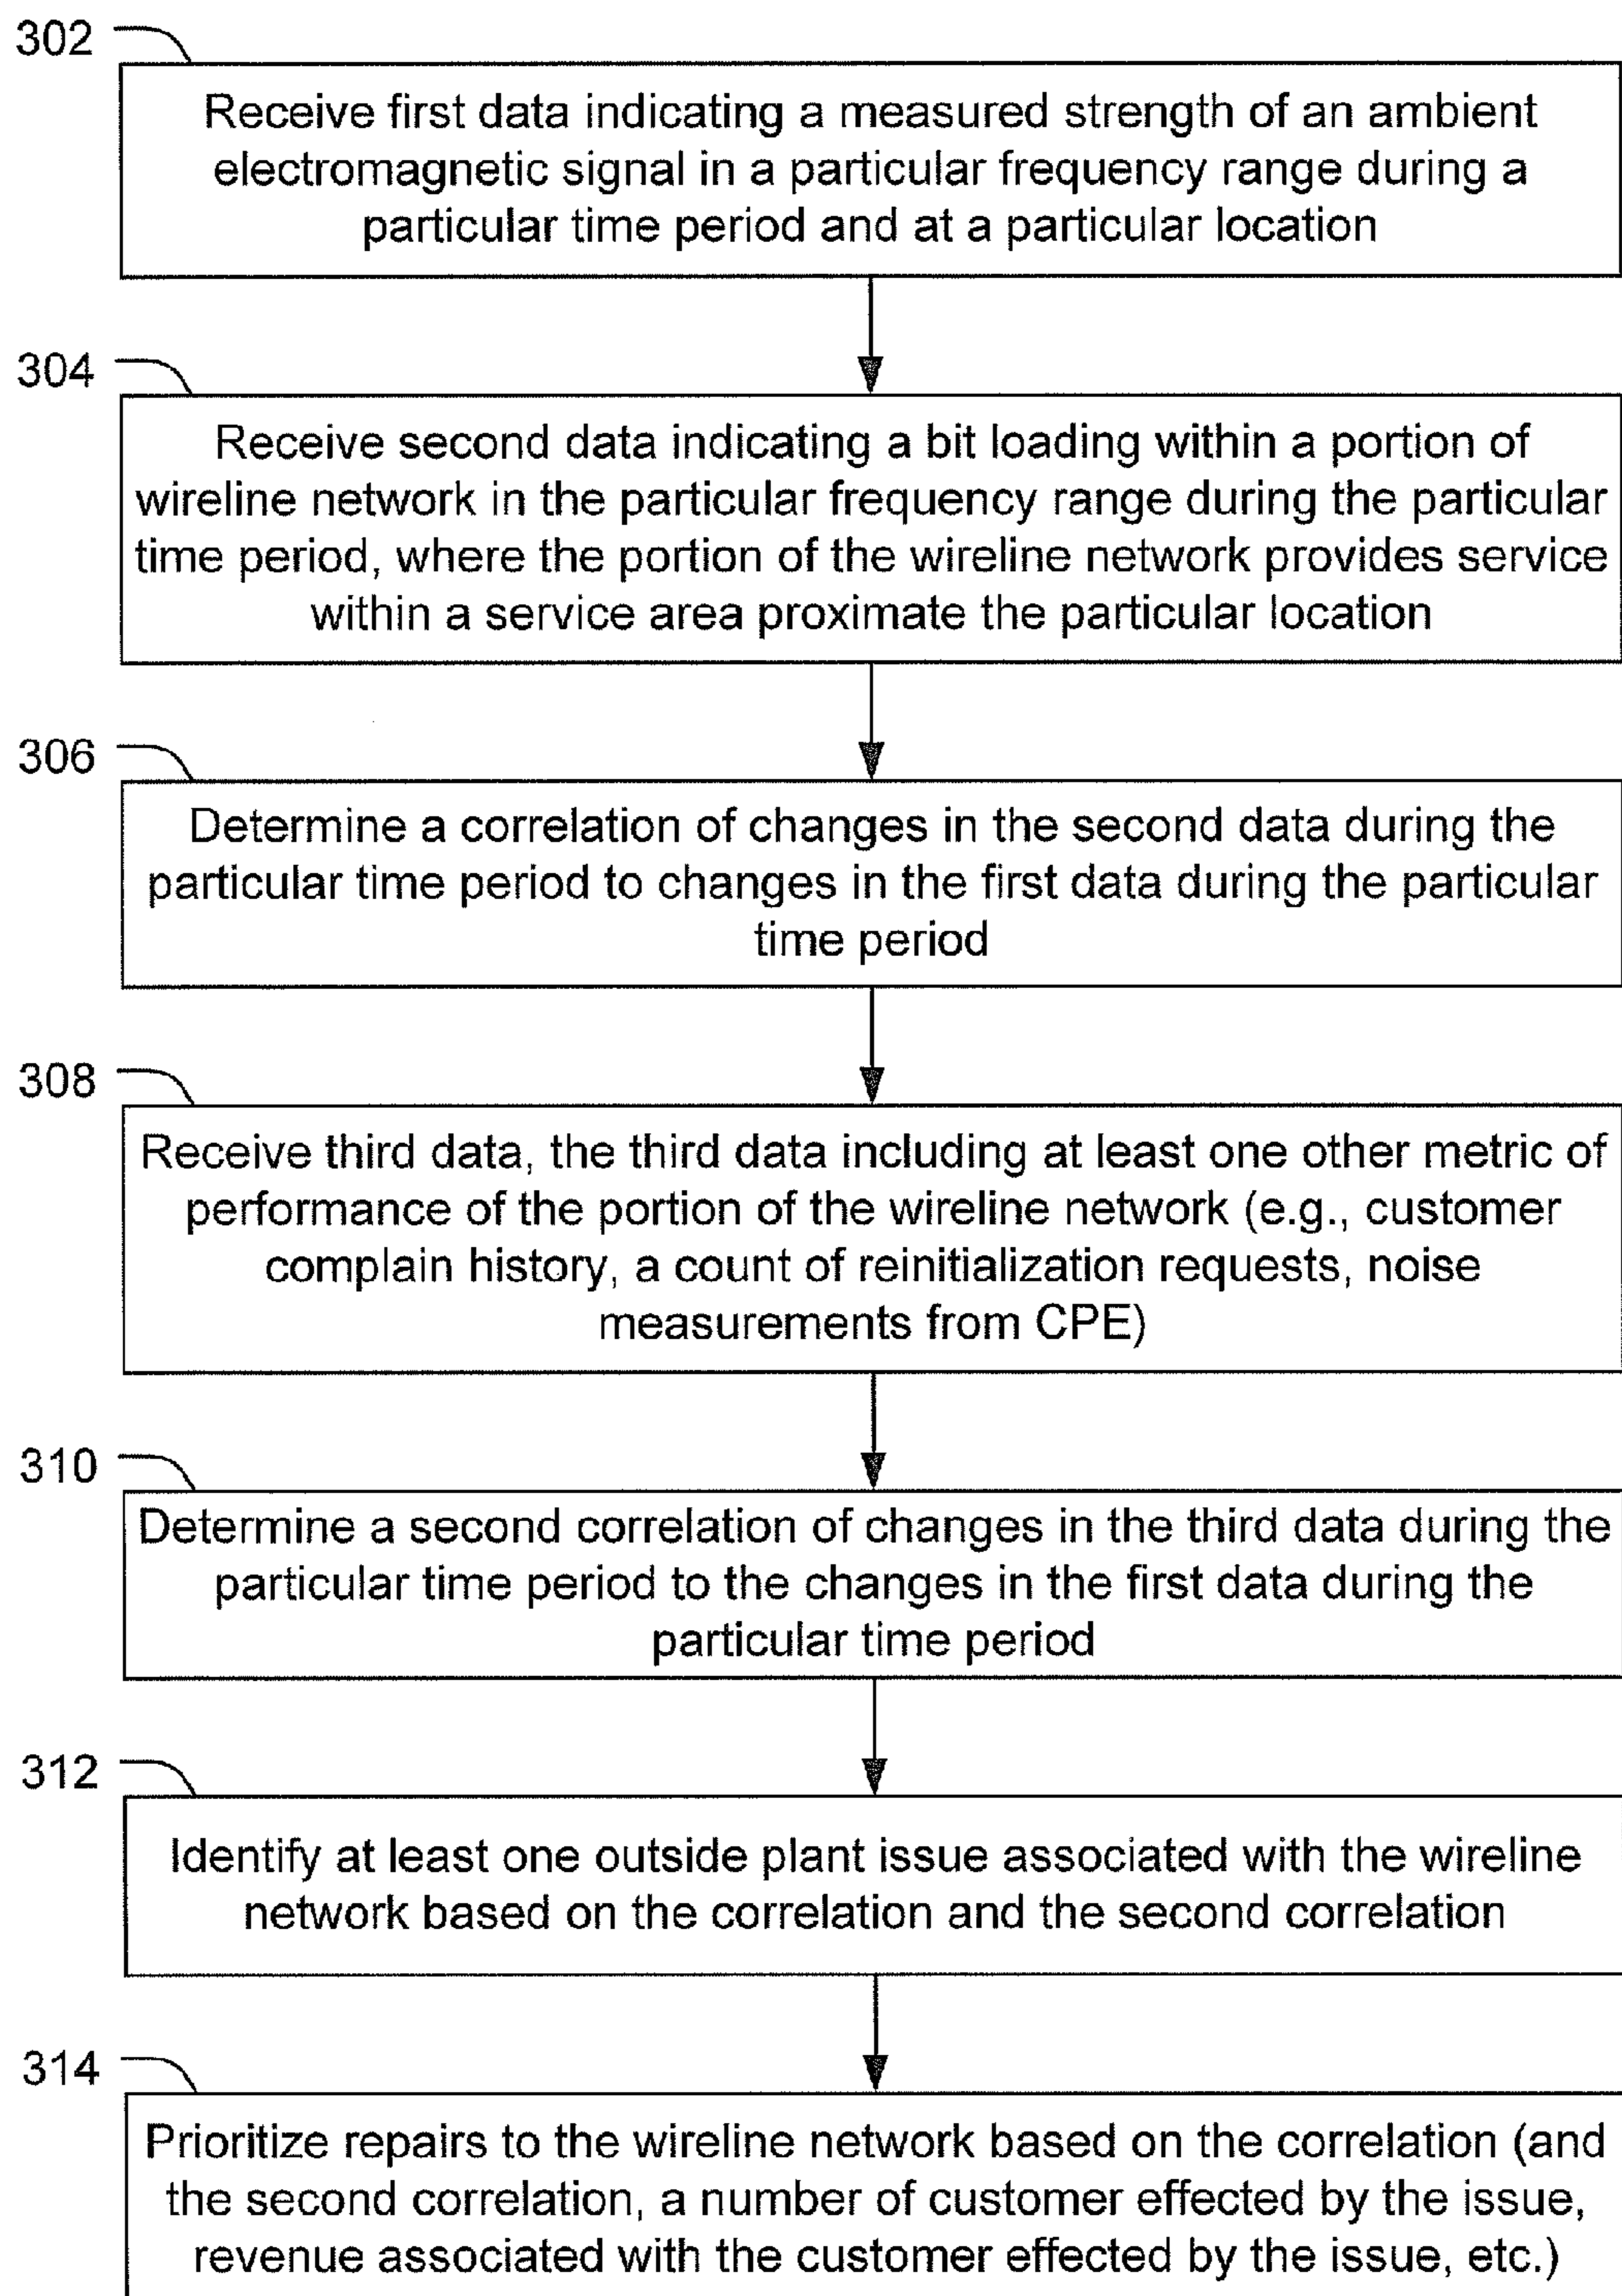 302
Receive first data indicating a measured strength of an ambient
electromagnetic signal in a particular frequency range during a
particular time period and at a particular location
304
Receive second data indicating a bit loading within a portion of
wireline network in the particular frequency range during the particular
time period, where the portion of the wireline network provides service
within a service area proximate the particular location
306
Determine a correlation of changes in the second data during the
particular time period to changes in the first data during the particular
time period
308
Receive third data, the third data including at least one other metric of
performance of the portion of the wireline network (e.g., customer
complain history, a count of reinitialization requests, noise
measurements from CPE)
310
Determine a second correlation of changes in the third data during the
particular time period to the changes in the first data during the
particular time period
312
Identify at least one outside plant issue associated with the wireline
network based on the correlation and the second correlation
314
Prioritize repairs to the wireline network based on the correlation (and
the second correlation, a number of customer effected by the issue,
revenue associated with the customer effected by the issue, etc.)